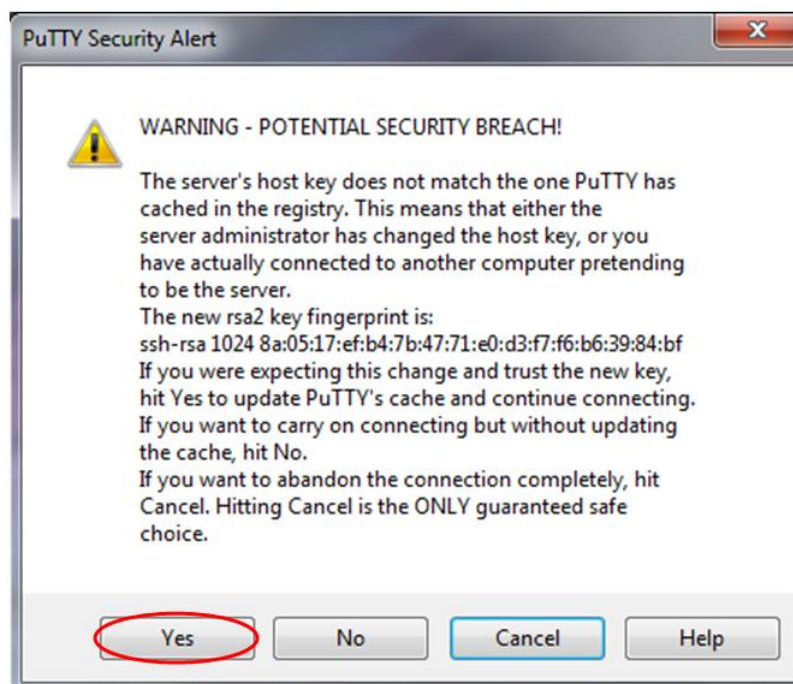 PuTTY Security Alert
WARNING - POTENTIAL SECURITY BREACH!
The server's host key does not match the one PuTTY has
cached in the registry. This means that either the
server administrator has changed the host key, or you
have actually connected to another computer pretending
to be the server.
The new rsa2 key fingerprint is:
ssh-rsa 1024 8a:05:17:ef:b4:7b:47:71:e0:d3:f7:f6:b6:39:84:bf
If you were expecting this change and trust the new key,
hit Yes to update PuTTY's cache and continue connecting.
If you want to carry on connecting but without updating
the cache, hit No.
If you want to abandon the connection completely, hit
Cancel. Hitting Cancel is the ONLY guaranteed safe
choice.
Yes No Cancel Help